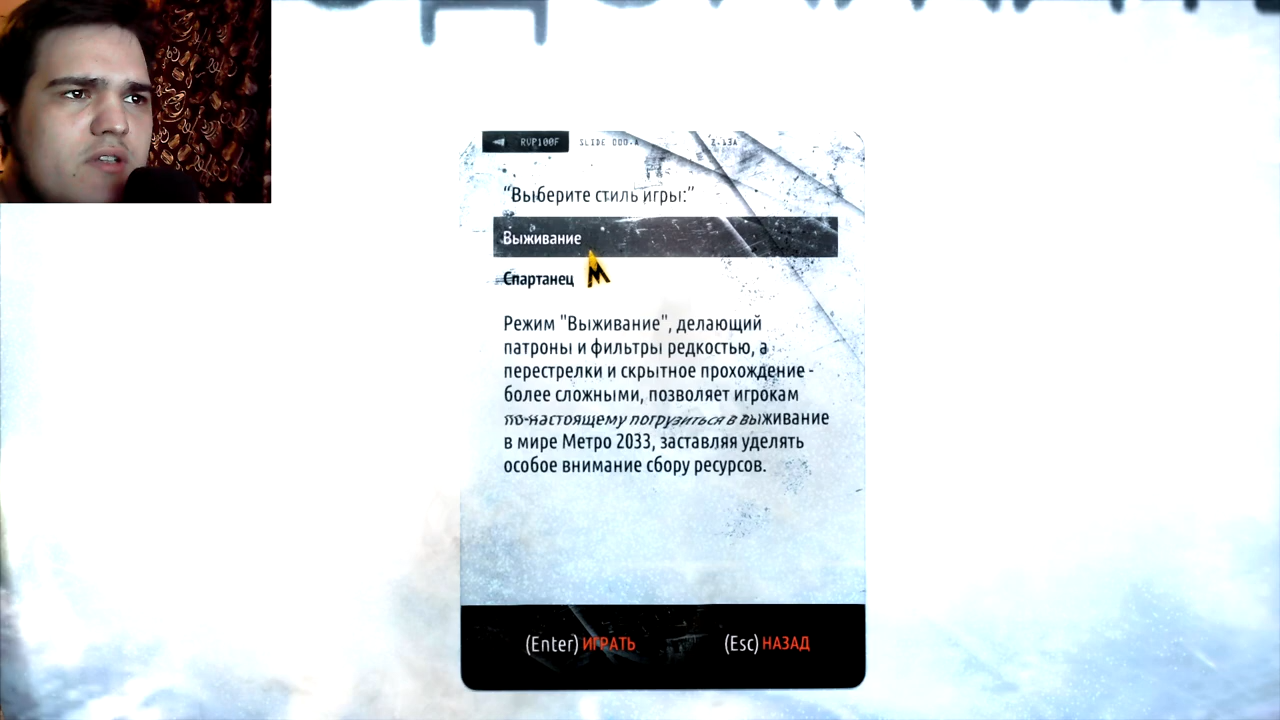 RVP100F SLIDE 000.A 2.13A
“Выберите стиль игры:”
Выживание
Спартанец
Режим "Выживание", делающий
патроны и фильтры редкостью, а
перестрелки и скрытное прохождение -
более сложными, позволяет игрокам
по-настоящему погрузиться в выживание
в мире Метро 2033, заставляя уделять
особое внимание сбору ресурсов.
(Enter) ИГРАТЬ (Esc) НАЗАД